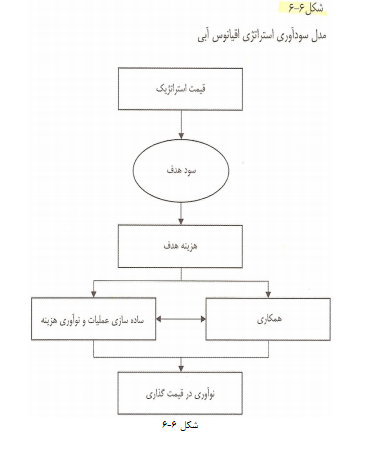 شکل ۶-۶
مدل سودآوری استراتژی اقیانوس آبی
قیمت استراتژیک
سود هدف
هزینه هدف
همکاری
ساده سازی عملیات و نوآوری هزینه
نوآوری در قیمت گذاری
شکل ۶-۶